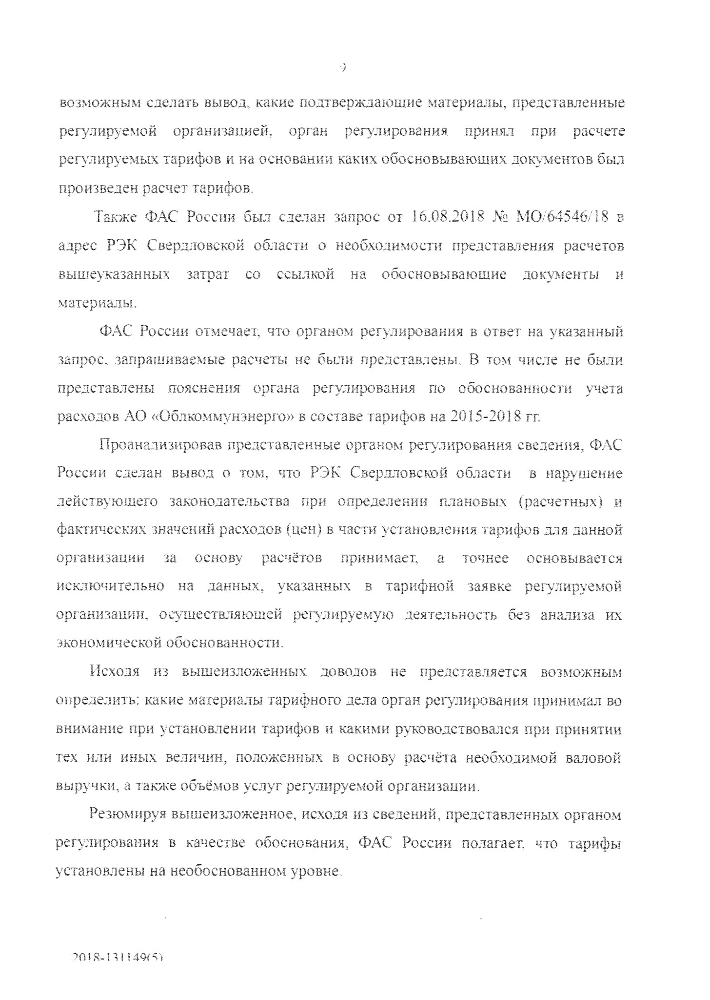 9
возможным сделать вывод, какие подтверждающие материалы, представленные
регулируемой организацией, орган регулирования принял при расчете
регулируемых тарифов и на основании каких обосновывающих документов был
произведен расчет тарифов.
Также ФАС России был сделан запрос от 16.08.2018 № МО/64546/18 в
адрес РЭК Свердловской области о необходимости представления расчетов
вышеуказанных затрат со ссылкой на обосновывающие документы и
материалы.
ФАС России отмечает, что органом регулирования в ответ на указанный
запрос, запрашиваемые расчеты не были представлены. В том числе не были
представлены пояснения органа регулирования по обоснованности учета
расходов АО «Облкоммунэнерго» в составе тарифов на 2015-2018 гг.
Проанализировав представленные органом регулирования сведения, ФАС
России сделан вывод о том, что РЭК Свердловской области в нарушение
действующего законодательства при определении плановых (расчетных) и
фактических значений расходов (цен) в части установления тарифов для данной
организации за основу расчётов принимает, а точнее основывается
исключительно на данных, указанных в тарифной заявке регулируемой
организации, осуществляющей регулируемую деятельность без анализа их
экономической обоснованности.
Исходя из вышеизложенных доводов не представляется возможным
определить: какие материалы тарифного дела орган регулирования принимал во
внимание при установлении тарифов и какими руководствовался при принятии
тех или иных величин, положенных в основу расчёта необходимой валовой
выручки, а также объёмов услуг регулируемой организации.
Резюмируя вышеизложенное, исходя из сведений, представленных органом
регулирования в качестве обоснования, ФАС России полагает, что тарифы
установлены на необоснованном уровне.
2018-131149(5)